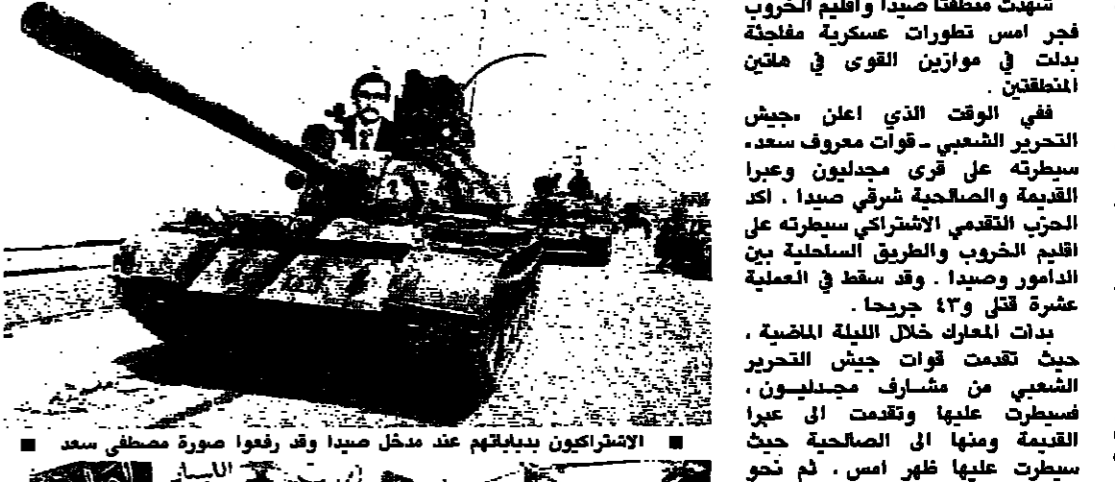 شهدت منطقتا صيدا واقليم الخروب
فجر امس تطورات عسكرية مفاجئة
بدلت في موازين القوى في هاتين
المنطقتين .
ففي الوقت الذي اعلن «جيش
التحرير الشعبي ـ قوات معروف سعد»
سيطرته على قرى مجدليون وعبرا
القديمة والصالحية شرقي صيدا . اكد
الحزب التقدمي الاشتراكي سيطرته على
اقليم الخروب والطريق الساحلية بين
الدامور وصيدا . وقد سقط في العملية
عشرة قتلى و٤٣ جريحا .
بدات المعارك خلال الليلة الماضية ،
حيث تقدمت قوات جيش التحرير
الشعبي من مشــارف مجـدليــون ،
فسيطرت عليها وتقدمت الى عبرا
القديمة ومنها الى الصالحية حيث
سيطرت عليها ظهر امس ، ثم نحو
■ الاشتراكيون بدباباتهم عند مدخل صيدا وقد رفعوا صورة مصطفى سعد ■